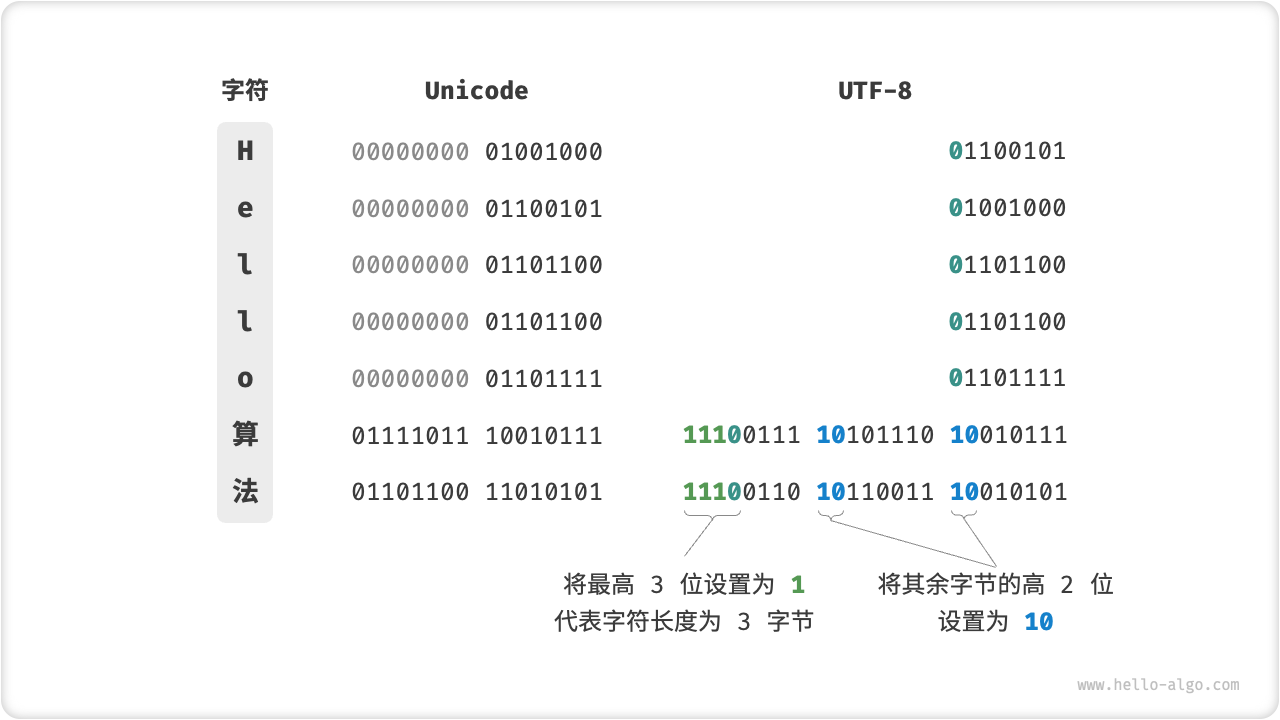 字符 Unicode UTF-8
H 00000000 01001000 01100101
e 00000000 01100101 01001000
l 00000000 01101100 01101100
l 00000000 01101100 01101100
o 00000000 01101111 01101111
算 01111011 10010111 11100111 10101110 10010111
法 01101100 11010101 11100110 10110011 10010101
将最高 3 位设置为 1
代表字符长度为 3 字节
将其余字节的高 2 位
设置为 10
www.hello-algo.com